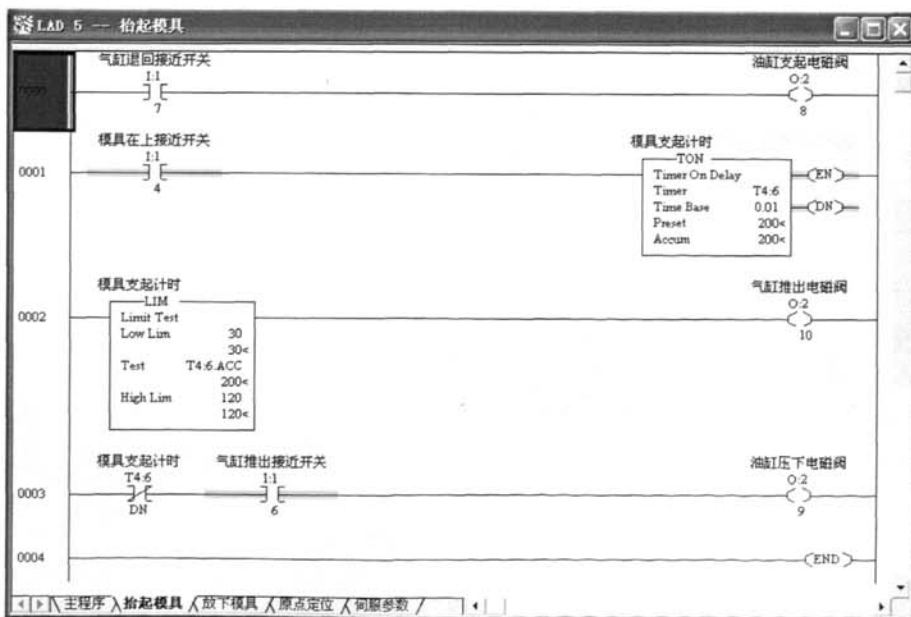 LAD 5 -- 抬起模具
气缸退回接近开关
油缸支起电磁阀
I:1
O:2
7
8
模具在上接近开关
模具支起计时
0001
I:1
4
TON
Timer On Delay
EN
Timer T4:6
DN
Time Base 0.01
Preset 200<
Accum 200<
模具支起计时
气缸推出电磁阀
0002
LIM
Limit Test
Low Lim 30
30<
Test T4:6.ACC
200<
High Lim 120
120<
O:2
10
模具支起计时 气缸推出接近开关
油缸压下电磁阀
0003
T4:6
DN
I:1
6
O:2
9
0004
END
主程序 抬起模具 放下模具 原点定位 伺服参数